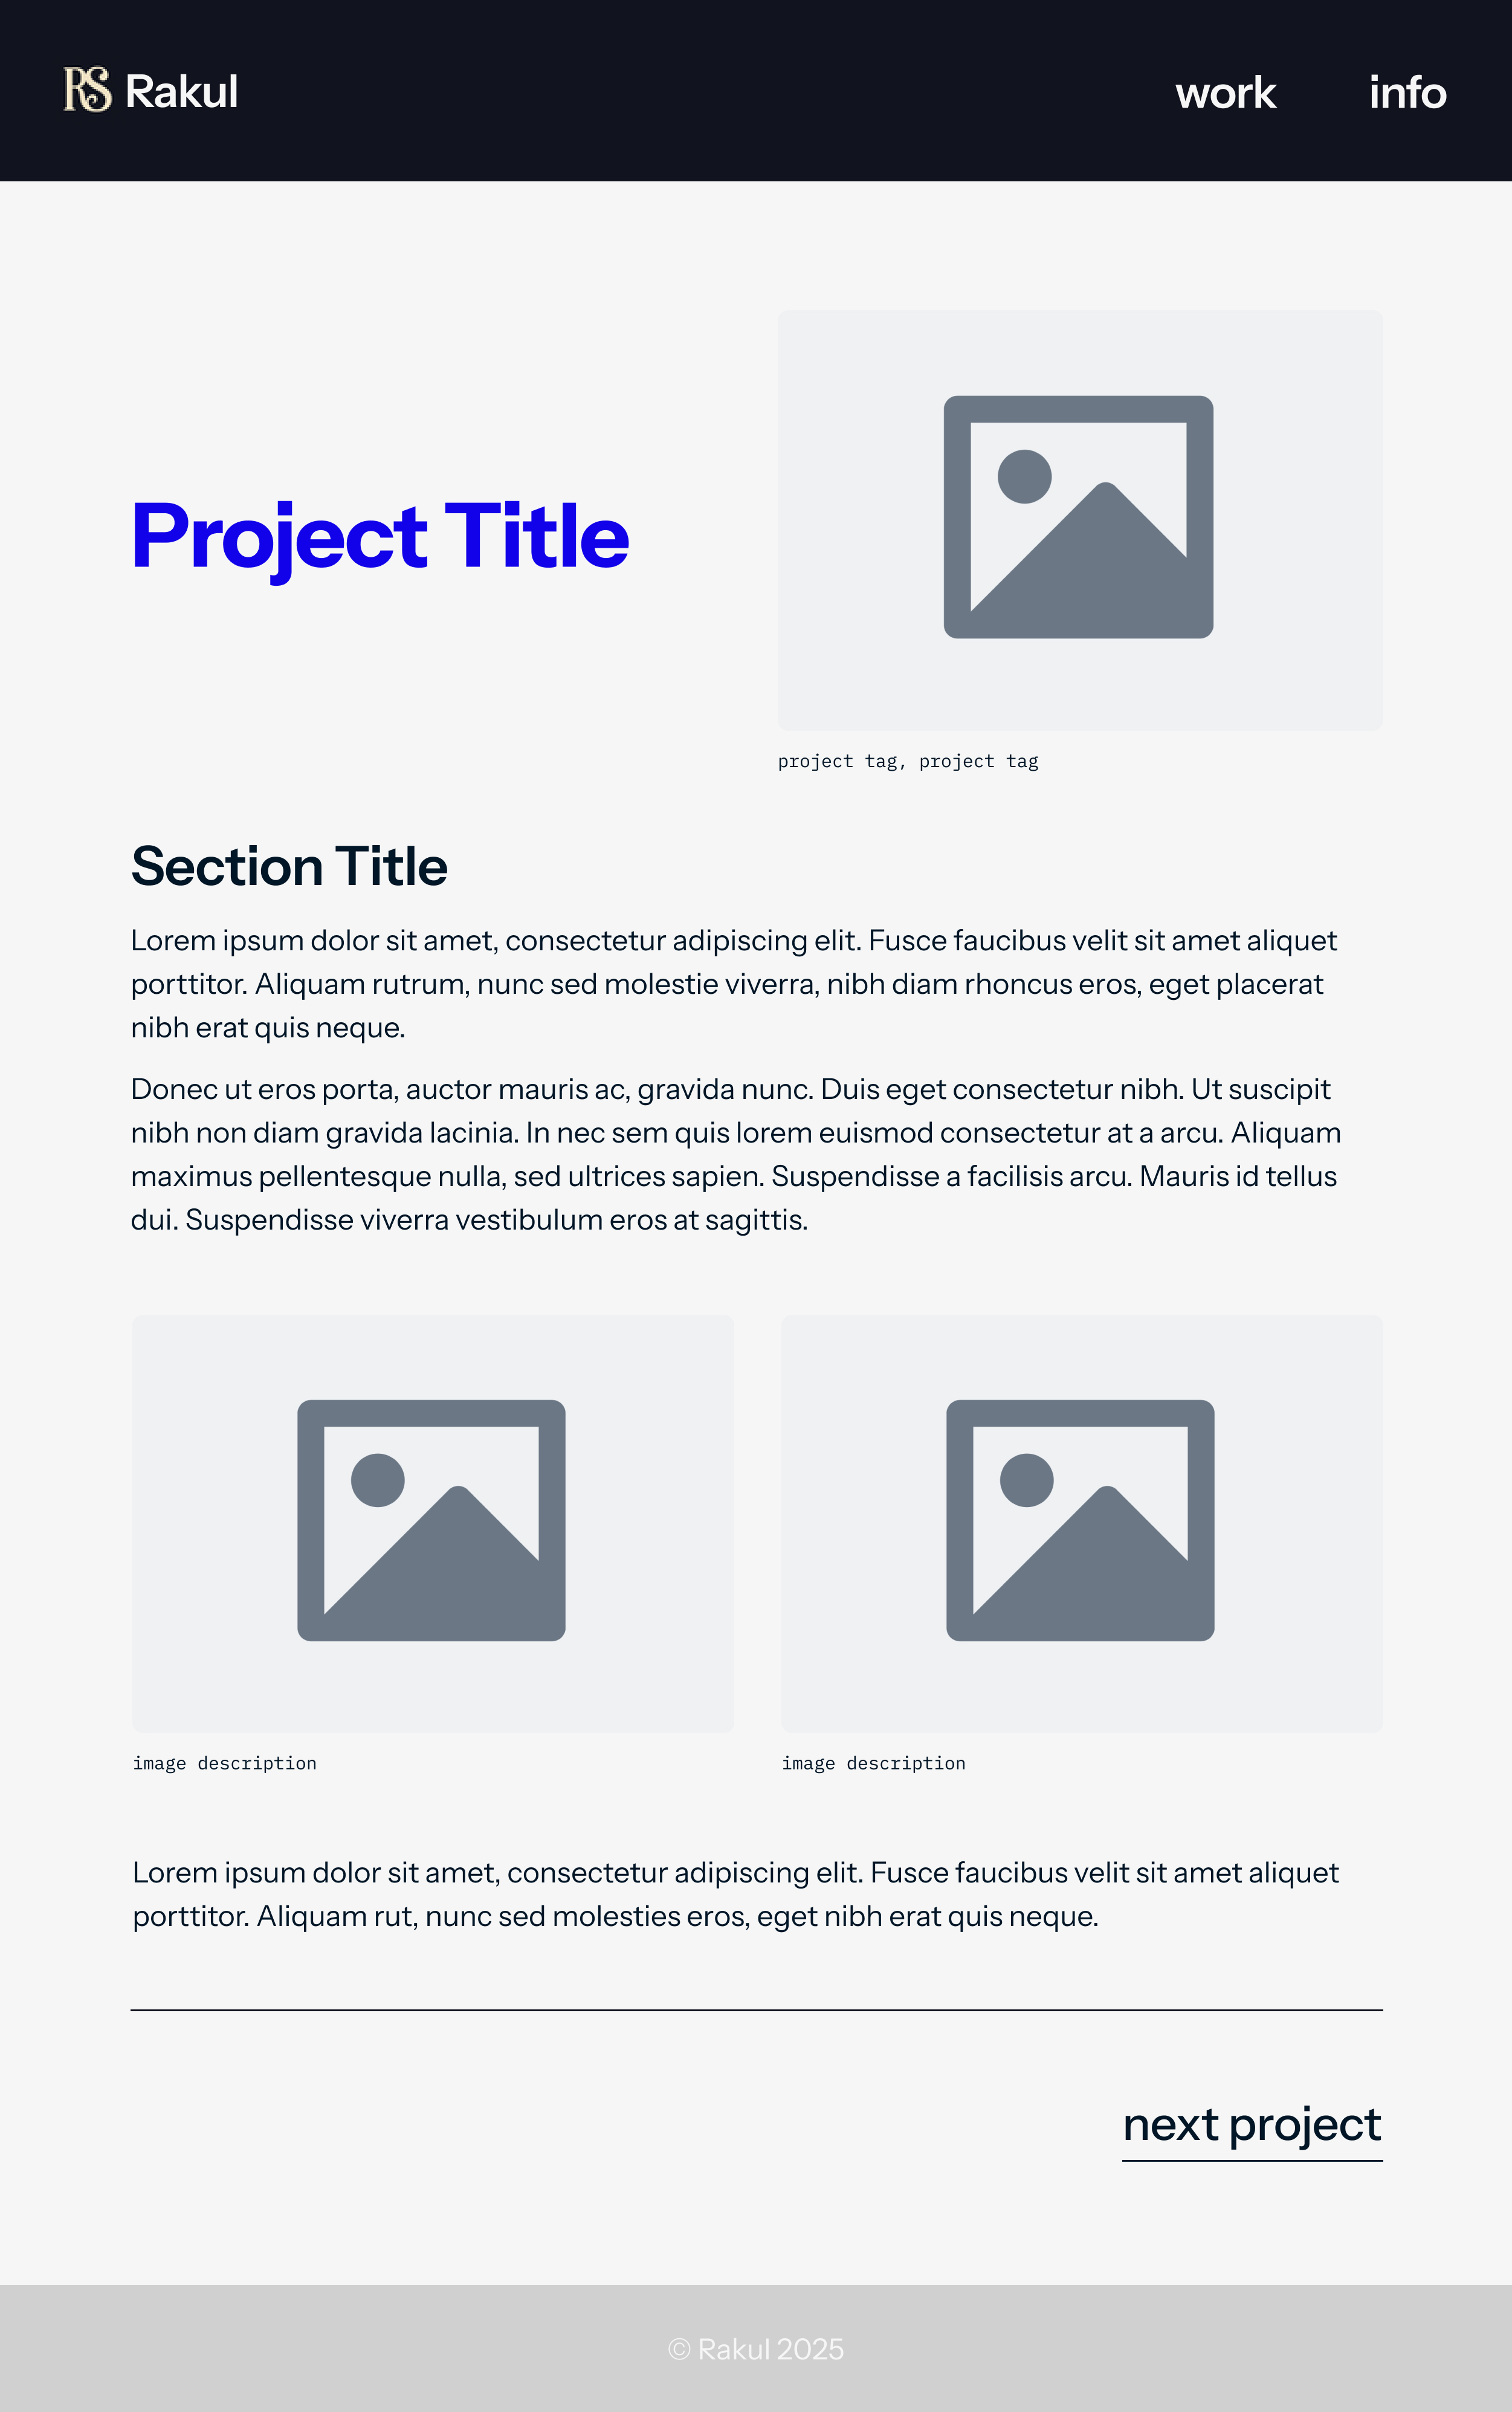 RS Rakul
work info
Project Title
project tag, project tag
Section Title
Lorem ipsum dolor sit amet, consectetur adipiscing elit. Fusce faucibus velit sit amet aliquet
porttitor. Aliquam rutrum, nunc sed molestie viverra, nibh diam rhoncus eros, eget placerat
nibh erat quis neque.
Donec ut eros porta, auctor mauris ac, gravida nunc. Duis eget consectetur nibh. Ut suscipit
nibh non diam gravida lacinia. In nec sem quis lorem euismod consectetur at a arcu. Aliquam
maximus pellentesque nulla, sed ultrices sapien. Suspendisse a facilisis arcu. Mauris id tellus
dui. Suspendisse viverra vestibulum eros at sagittis.
image description
image description
Lorem ipsum dolor sit amet, consectetur adipiscing elit. Fusce faucibus velit sit amet aliquet
porttitor. Aliquam rut, nunc sed molesties eros, eget nibh erat quis neque.
next project
© Rakul 2025